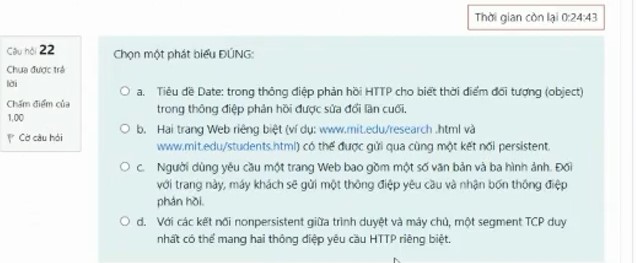 Thời gian còn lại 0:24:43
Câu hỏi 22
Chưa được trả
lời
Chấm điểm của
1,00
Cờ câu hỏi
Chọn một phát biểu ĐÚNG:
a. Tiêu đề Date: trong thông điệp phản hồi HTTP cho biết thời điểm đối tượng (object)
trong thông điệp phản hồi được sửa đổi lần cuối.
b. Hai trang Web riêng biệt (ví dụ: www.mit.edu/research .html và
www.mit.edu/students.html) có thể được gửi qua cùng một kết nối persistent.
c. Người dùng yêu cầu một trang Web bao gồm một số văn bản và ba hình ảnh. Đối
với trang này, máy khách sẽ gửi một thông điệp yêu cầu và nhận bốn thông điệp
phản hồi.
d. Với các kết nối nonpersistent giữa trình duyệt và máy chủ, một segment TCP duy
nhất có thể mang hai thông điệp yêu cầu HTTP riêng biệt.